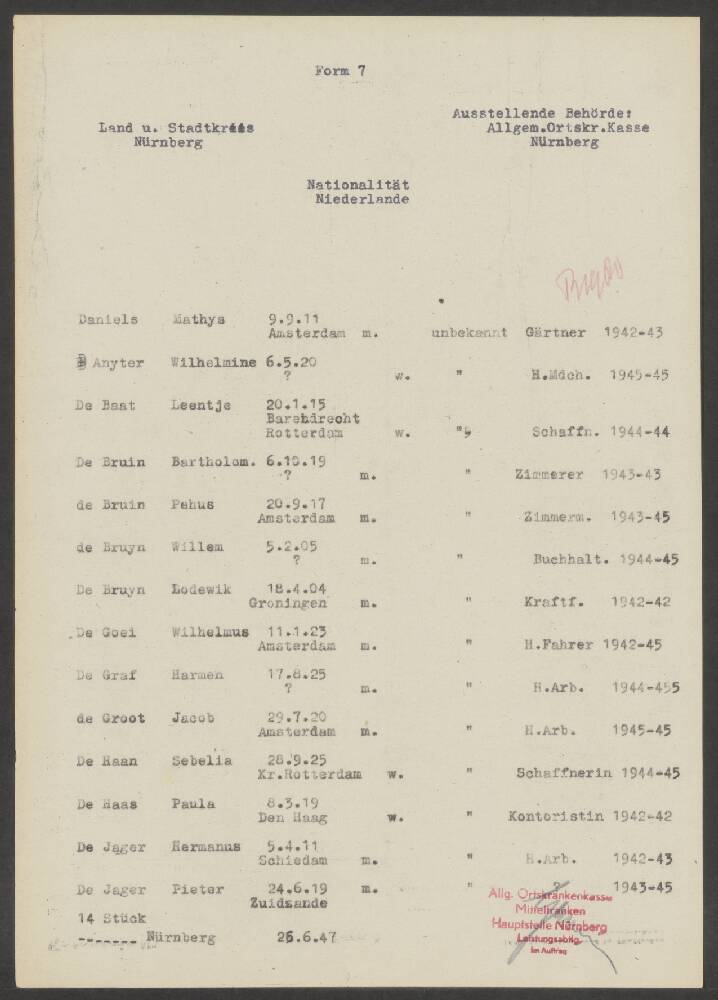 Form 7
Ausstellende Behörde:
Land u. Stadtkreis Allgem.Ortskr.Kasse
Nürnberg Nürnberg
Nationalität
Niederlande
Daniels Mathys 9.9.11
Amsterdam m. unbekannt Gärtner 1942-43
Anyter Wilhelmine 6.5.20
? w. " H.Mdch. 1945-45
De Baat Leentje 20.1.15
Barendrecht
Rotterdam w. " Schaffn. 1944-44
De Bruin Bartholom. 6.10.19
? m. " Zimmerer 1943-43
de Bruin Pehus 20.9.17
Amsterdam m. " Zimmerm. 1943-45
de Bruyn Willem 5.2.05
? m. " Buchhalt. 1944-45
De Bruyn Lodewik 18.4.04
Groningen m. " Kraftf. 1942-42
De Goei Wilhelmus 11.1.23
Amsterdam m. " H.Fahrer 1942-45
De Graf Harmen 17.8.25
? m. " H.Arb. 1944-455
de Groot Jacob 29.7.20
Amsterdam m. " H.Arb. 1945-45
De Haan Sebelia 28.9.25
Kr.Rotterdam w. " Schaffnerin 1944-45
De Haas Paula 8.3.19
Den Haag w. " Kontoristin 1942-42
De Jager Hermanus 5.4.11
Schiedam m. " H.Arb. 1942-43
De Jager Pieter 24.6.19 m. " ? 1943-45
Zuidzande
14 Stück
------- Nürnberg 26.6.47
Allg. Ortskrankenkasse
Mittelfranken
Hauptstelle Nürnberg
Leistungsabtlg.
Im Auftrag